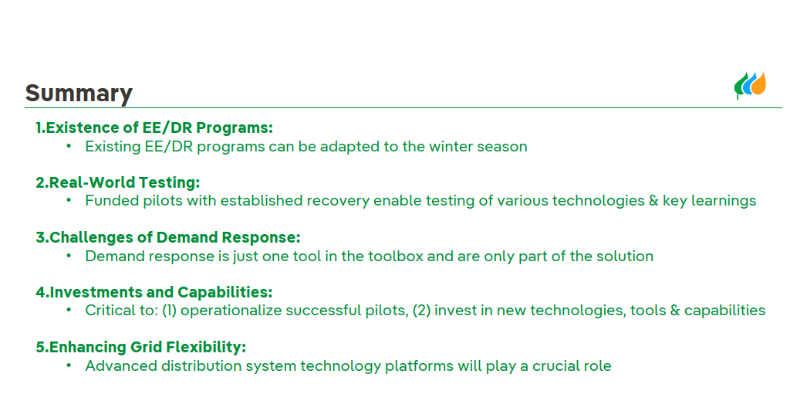 Summary
1.Existence of EE/DR Programs:
• Existing EE/DR programs can be adapted to the winter season
2.Real-World Testing:
• Funded pilots with established recovery enable testing of various technologies & key learnings
3.Challenges of Demand Response:
• Demand response is just one tool in the toolbox and are only part of the solution
4.Investments and Capabilities:
• Critical to: (1) operationalize successful pilots, (2) invest in new technologies, tools & capabilities
5.Enhancing Grid Flexibility:
• Advanced distribution system technology platforms will play a crucial role